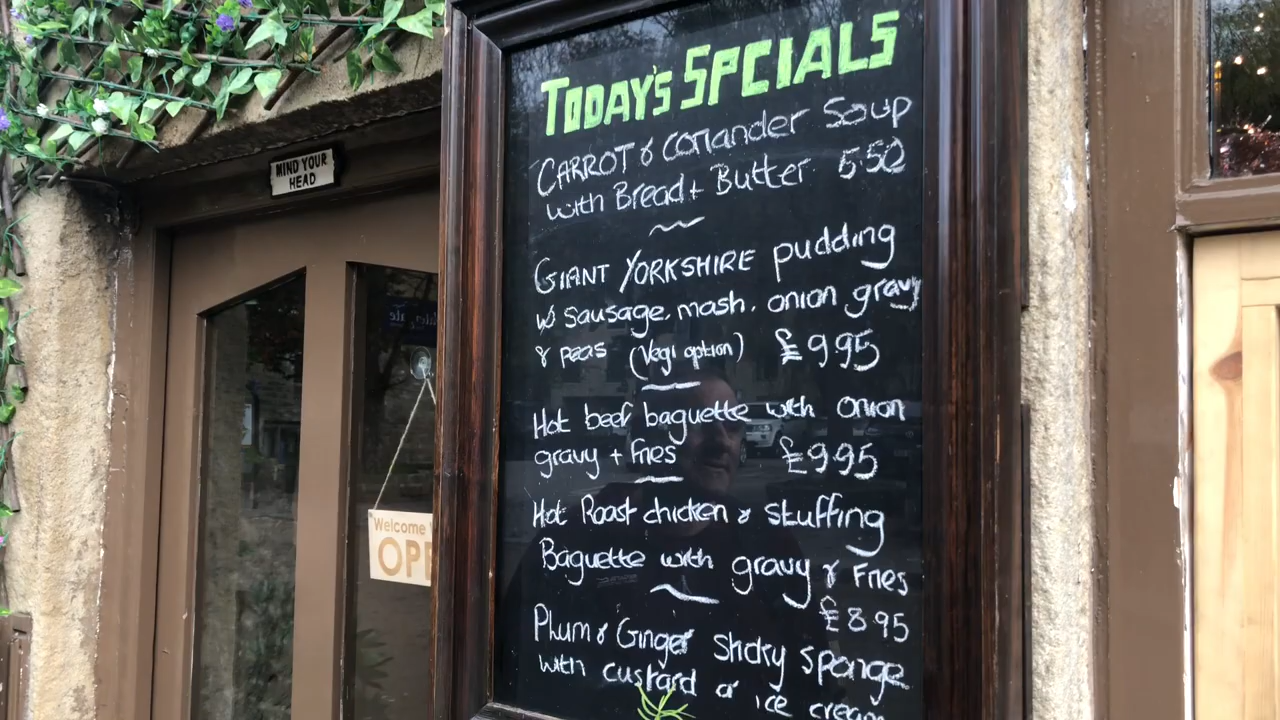 MIND YOUR
HEAD
Welcome
OPE
TODAY'S SPCIALS
CARROT & CORIANDER SOUP
with Bread + Butter 5.50
GIANT YORKSHIRE pudding
w/ sausage, mash, onion gravy
& peas (Vegi option) £9.95
Hot beef baguette with onion
gravy + Fries £9.95
Hot Roast chicken & stuffing
Baguette with gravy & Fries
£8.95
Plum & Ginger Sticky Sponge
with custard or ice cream